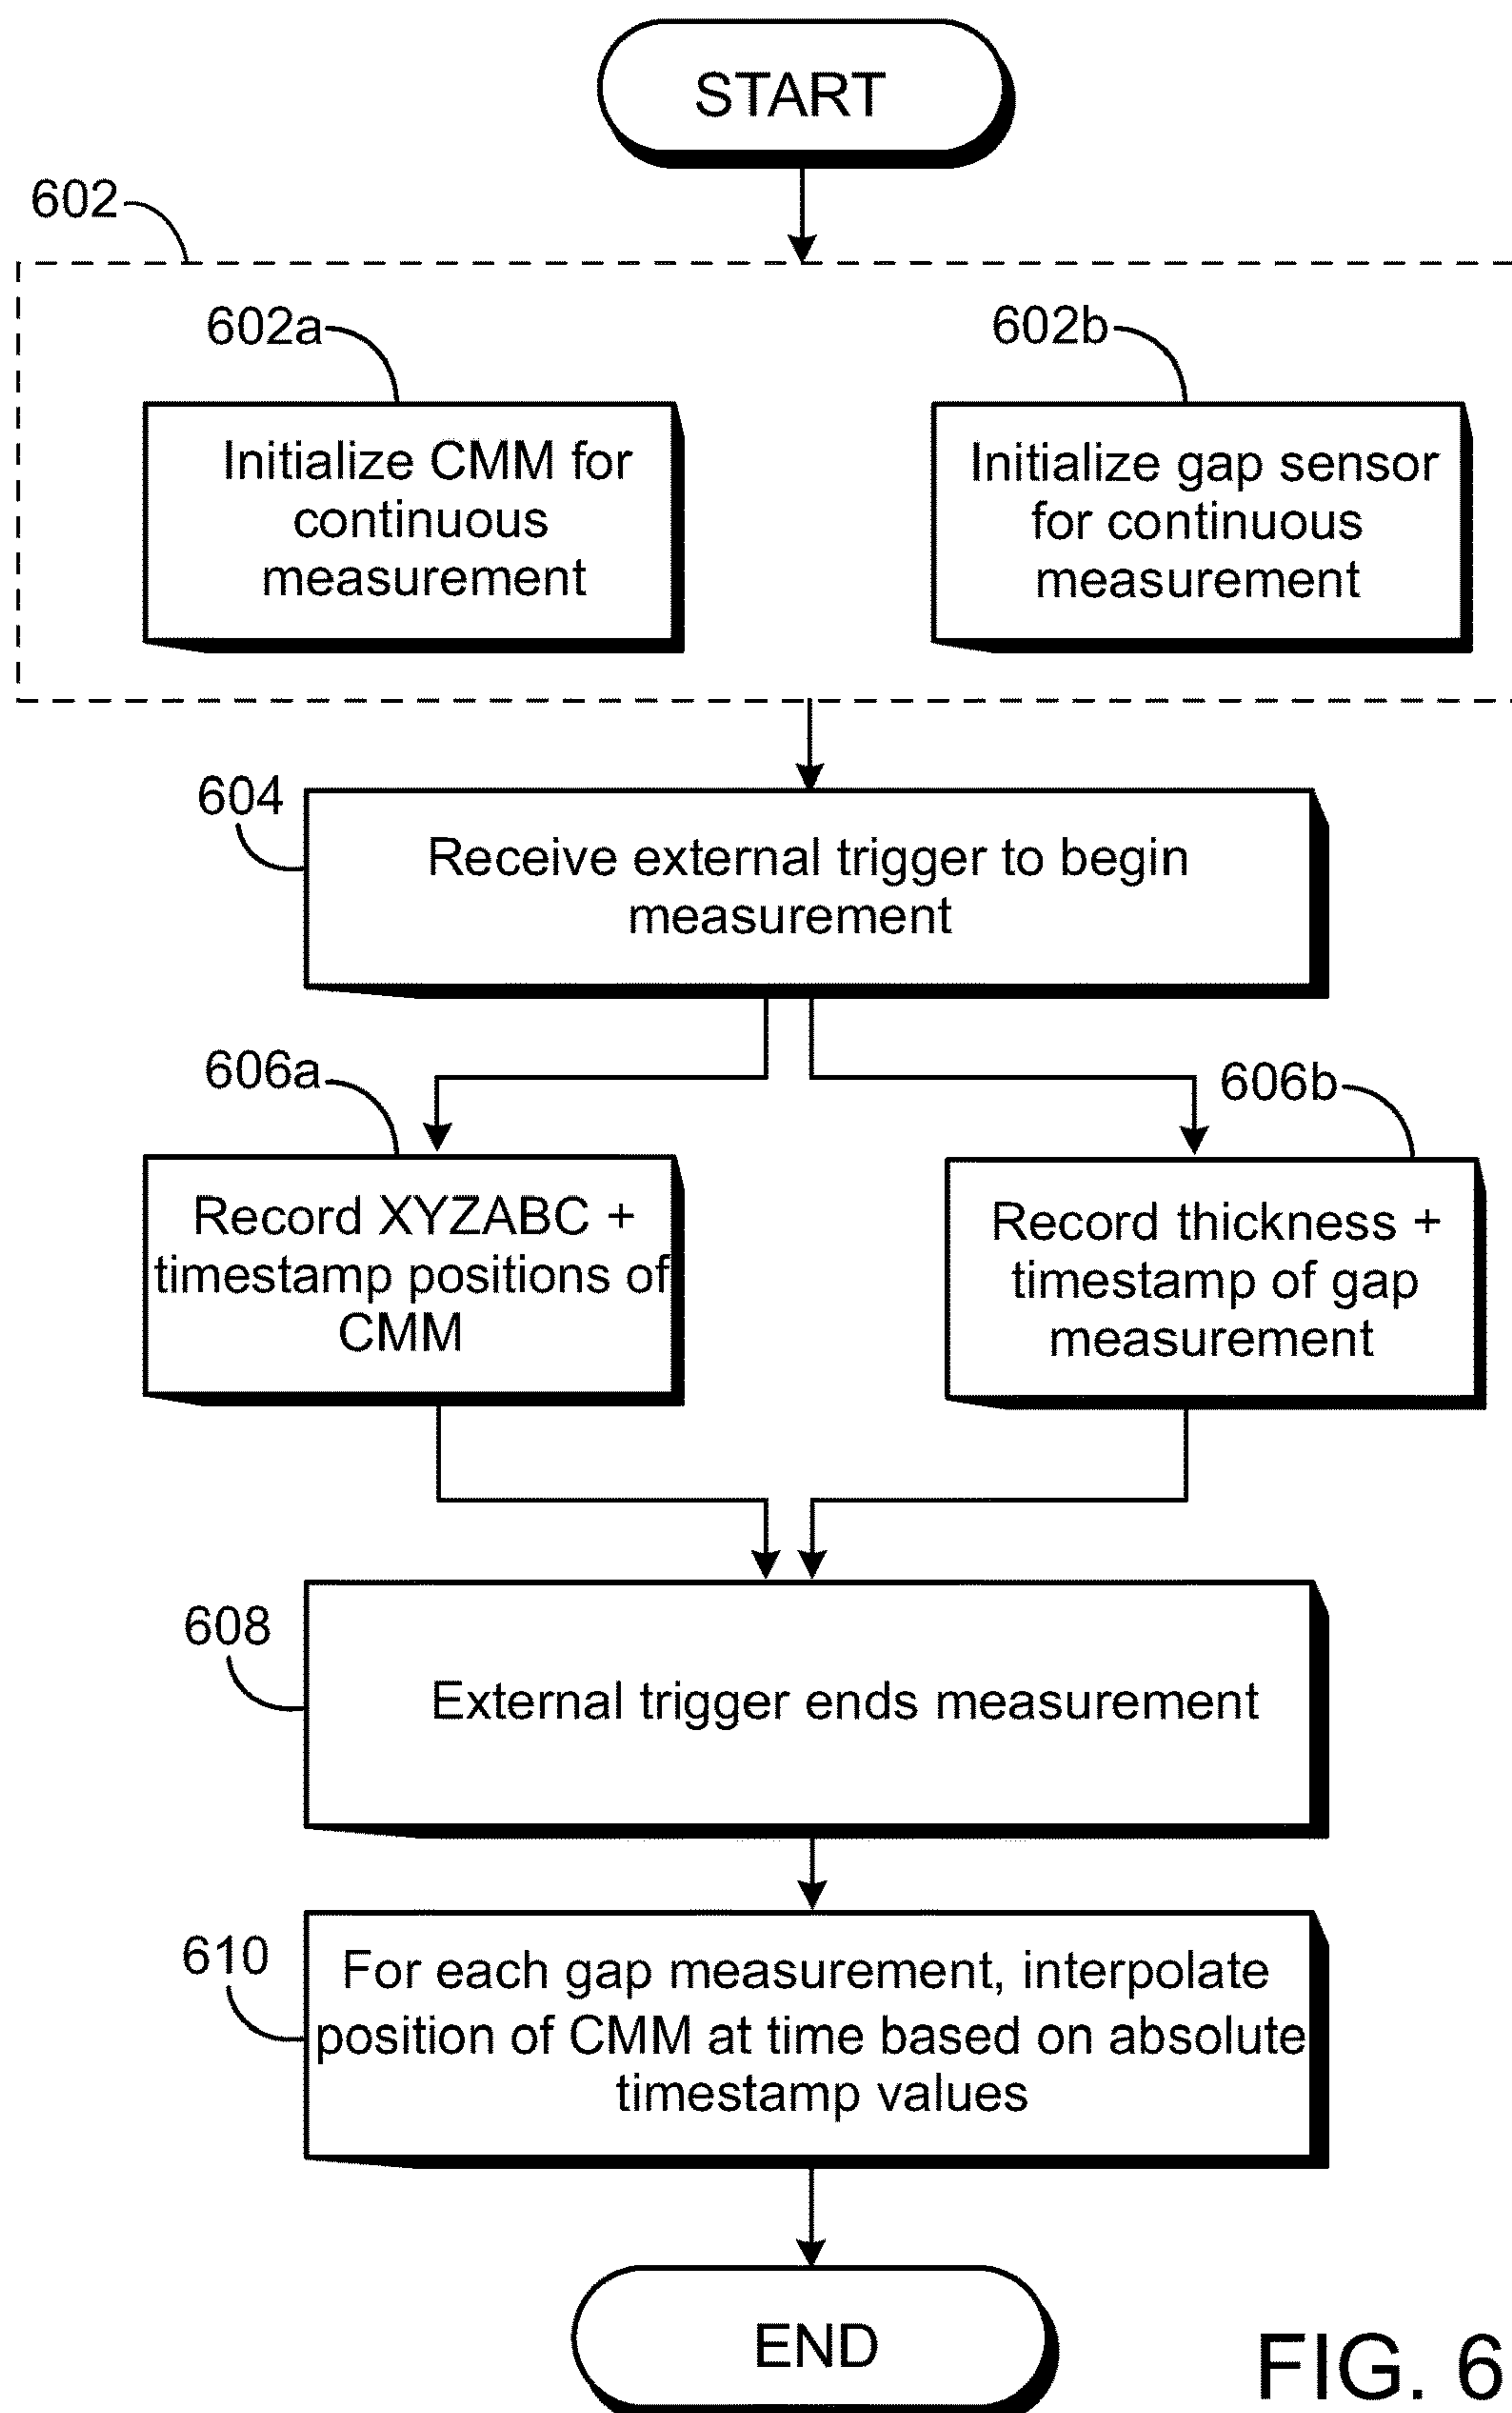 START
602
602a
602b
Initialize CMM for
continuous
measurement
Initialize gap sensor
for continuous
measurement
604
Receive external trigger to begin
measurement
606a
606b
Record XYZABC +
timestamp positions of
CMM
Record thickness +
timestamp of gap
measurement
608
External trigger ends measurement
610
For each gap measurement, interpolate
position of CMM at time based on absolute
timestamp values
END
FIG. 6